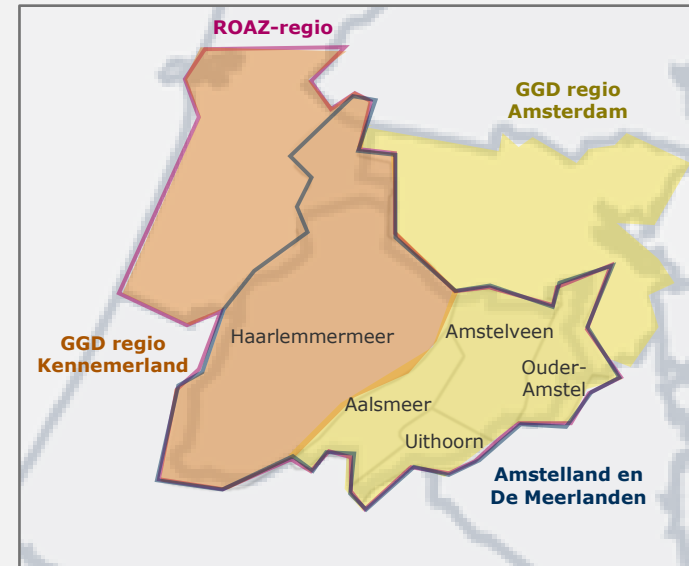 ROAZ-regio
GGD regio
Amsterdam
Haarlemmermeer
Amstelveen
GGD regio
Kennemerland
Ouder-
Amstel
Aalsmeer
Uithoorn
Amstelland en
De Meerlanden